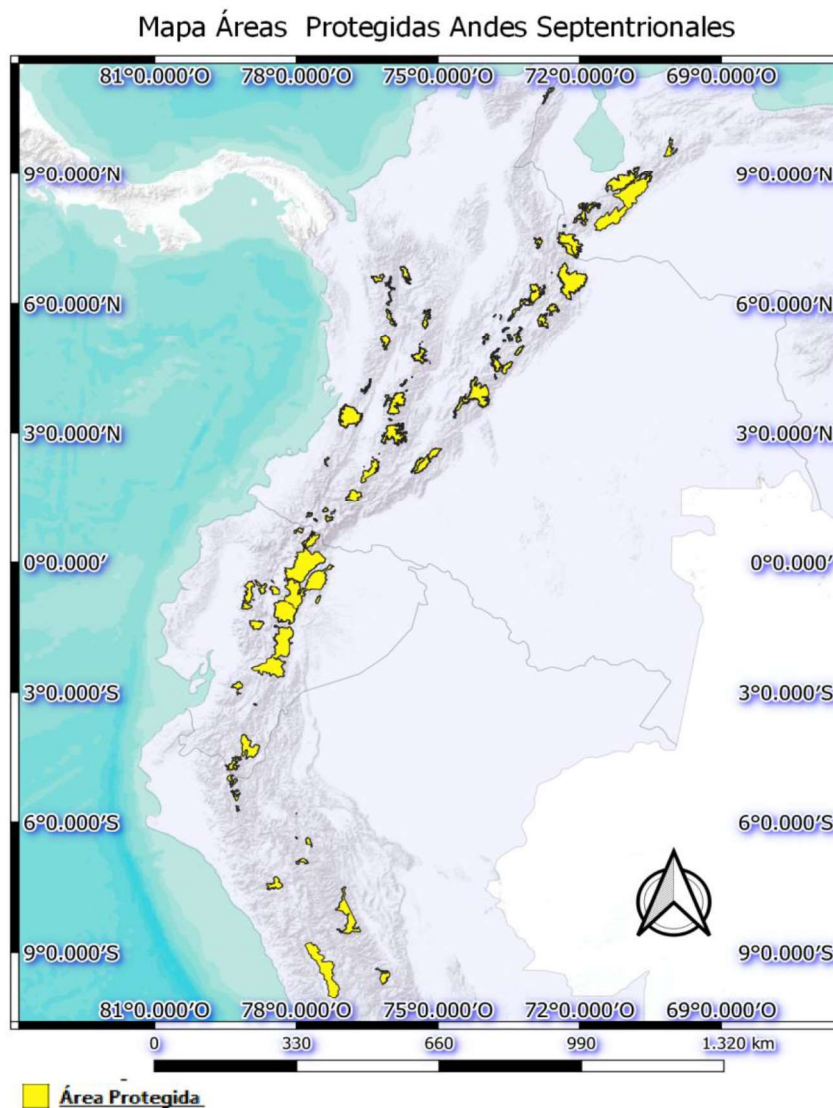 Mapa Áreas Protegidas Andes Septentrionales
81°0.000′O 78°0.000′O 75°0.000′O 72°0.000′O 69°0.000′O
9°0.000′N 9°0.000′N
6°0.000′N 6°0.000′N
3°0.000′N 3°0.000′N
0°0.000′ 0°0.000′
3°0.000′S 3°0.000′S
6°0.000′S 6°0.000′S
9°0.000′S 9°0.000′S
81°0.000′O 78°0.000′O 75°0.000′O 72°0.000′O 69°0.000′O
0 330 660 990 1.320 km
Área Protegida